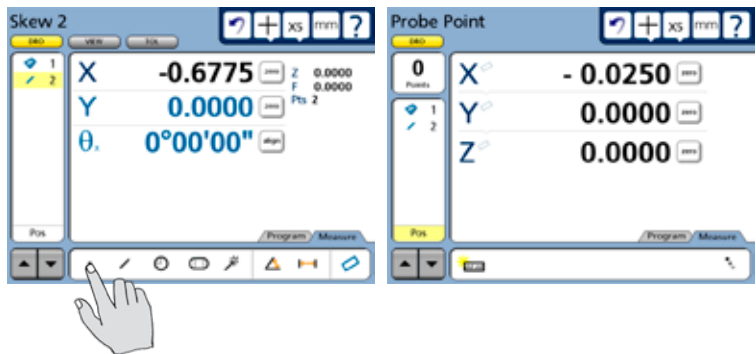 Skew 2
xs mm ?
DRO VIEW TOL
1
2
X -0.6775 zero
Y 0.0000 zero
θx 0°00'00" align
Z 0.0000
F 0.0000
Pts 2
Pos
Program Measure
Probe Point
xs mm ?
DRO
0
Points
1
2
X - 0.0250 zero
Y 0.0000 zero
Z 0.0000 zero
Pos
Program Measure